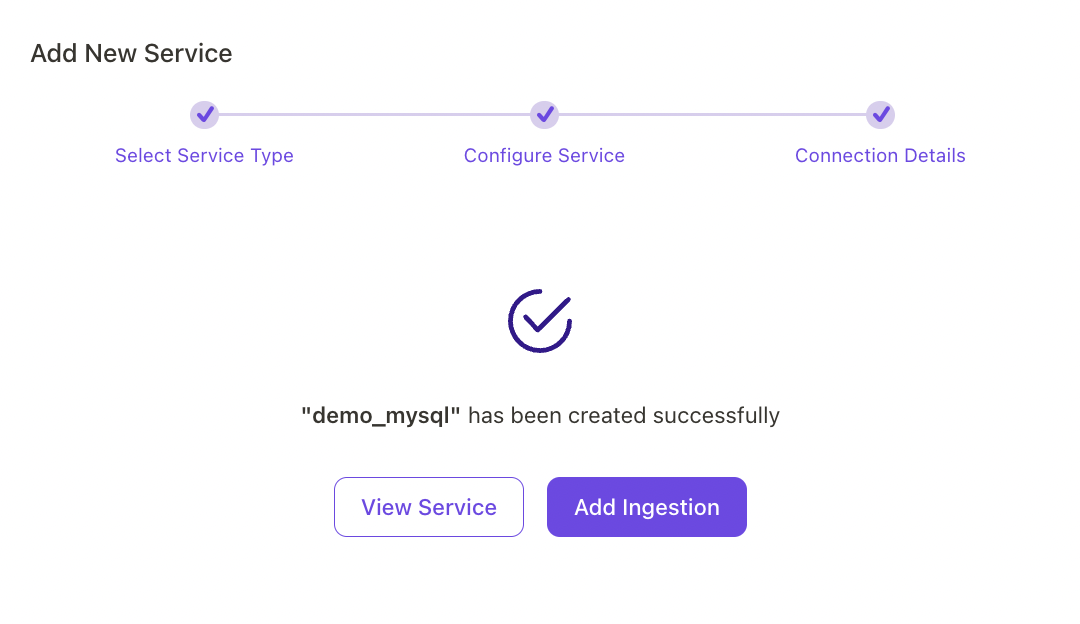 Add New Service
Select Service Type
Configure Service
Connection Details
"demo_mysql" has been created successfully
View Service
Add Ingestion